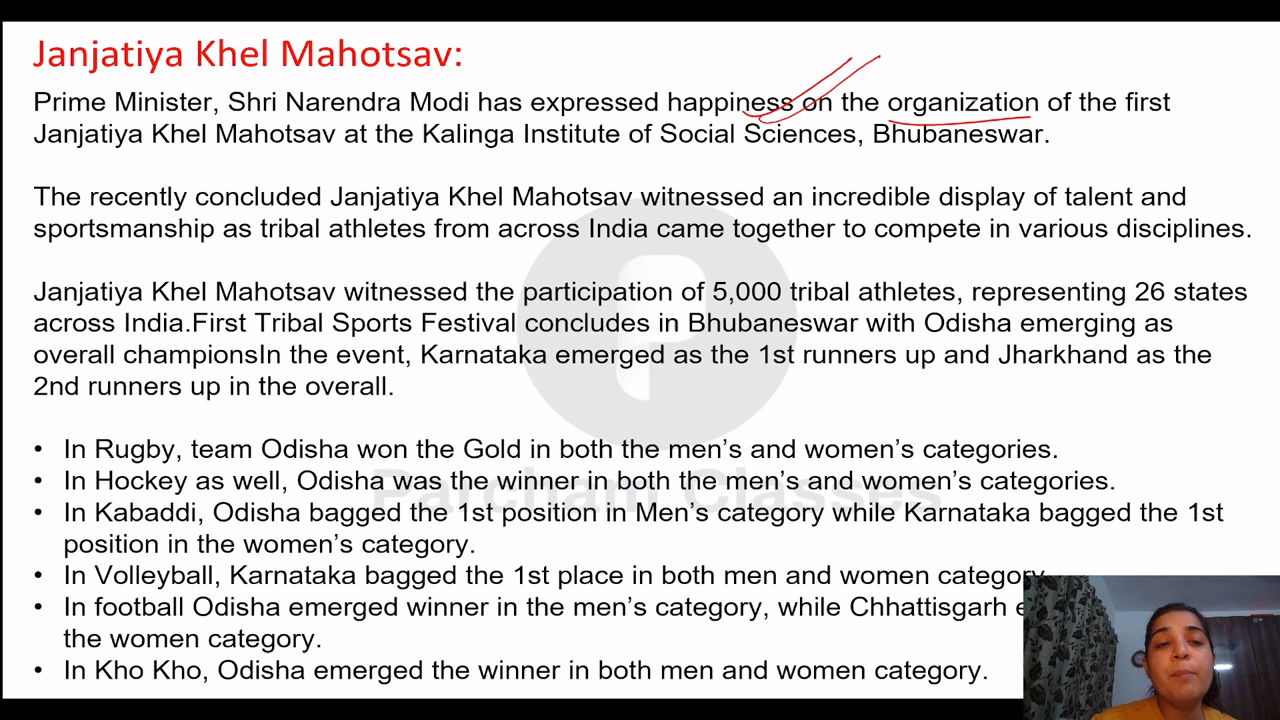 Janjatiya Khel Mahotsav:
Prime Minister, Shri Narendra Modi has expressed happiness on the organization of the first
Janjatiya Khel Mahotsav at the Kalinga Institute of Social Sciences, Bhubaneswar.
The recently concluded Janjatiya Khel Mahotsav witnessed an incredible display of talent and
sportsmanship as tribal athletes from across India came together to compete in various disciplines.
Janjatiya Khel Mahotsav witnessed the participation of 5,000 tribal athletes, representing 26 states
across India.First Tribal Sports Festival concludes in Bhubaneswar with Odisha emerging as
overall championsIn the event, Karnataka emerged as the 1st runners up and Jharkhand as the
2nd runners up in the overall.
• In Rugby, team Odisha won the Gold in both the men's and women's categories.
• In Hockey as well, Odisha was the winner in both the men's and women's categories.
• In Kabaddi, Odisha bagged the 1st position in Men's category while Karnataka bagged the 1st
position in the women's category.
• In Volleyball, Karnataka bagged the 1st place in both men and women category
• In football Odisha emerged winner in the men's category, while Chhattisgarh
the women category.
• In Kho Kho, Odisha emerged the winner in both men and women category.
Parcham Classes